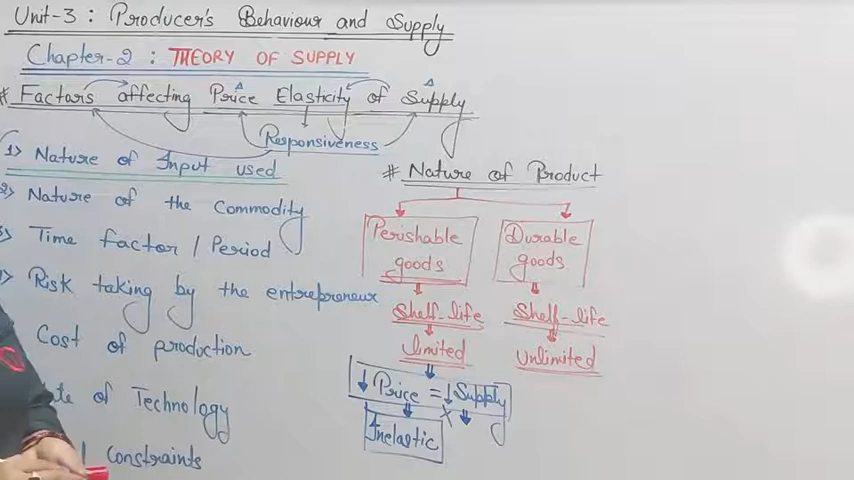 Unit-3 : Producer's Behaviour and Supply
Chapter-2 : THEORY OF SUPPLY
# Factors affecting Price Elasticity of Supply
Responsiveness
1) Nature of Input used
2) Nature of the Commodity
3) Time factor / Period
Risk taking by the entrepreneur
Cost of production
of Technology
constraints
# Nature of Product
Perishable goods
Durable goods
Shelf-life
Shelf-life
limited
Unlimited
↓ Price = ↓ Supply
Inelastic